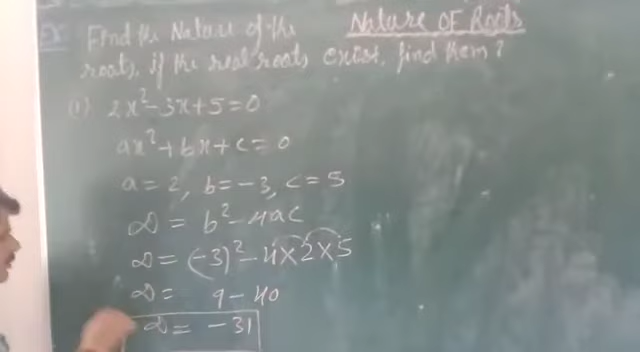 Ex Find the Nature of the
roots, if the real roots exist, find them?
Nature OF Roots
(1) 2x²-3x+5=0
ax²+bx+c=0
a=2, b=-3, c=5
D = b²-4ac
D = (-3)²-4×2×5
D = 9-40
D = -31